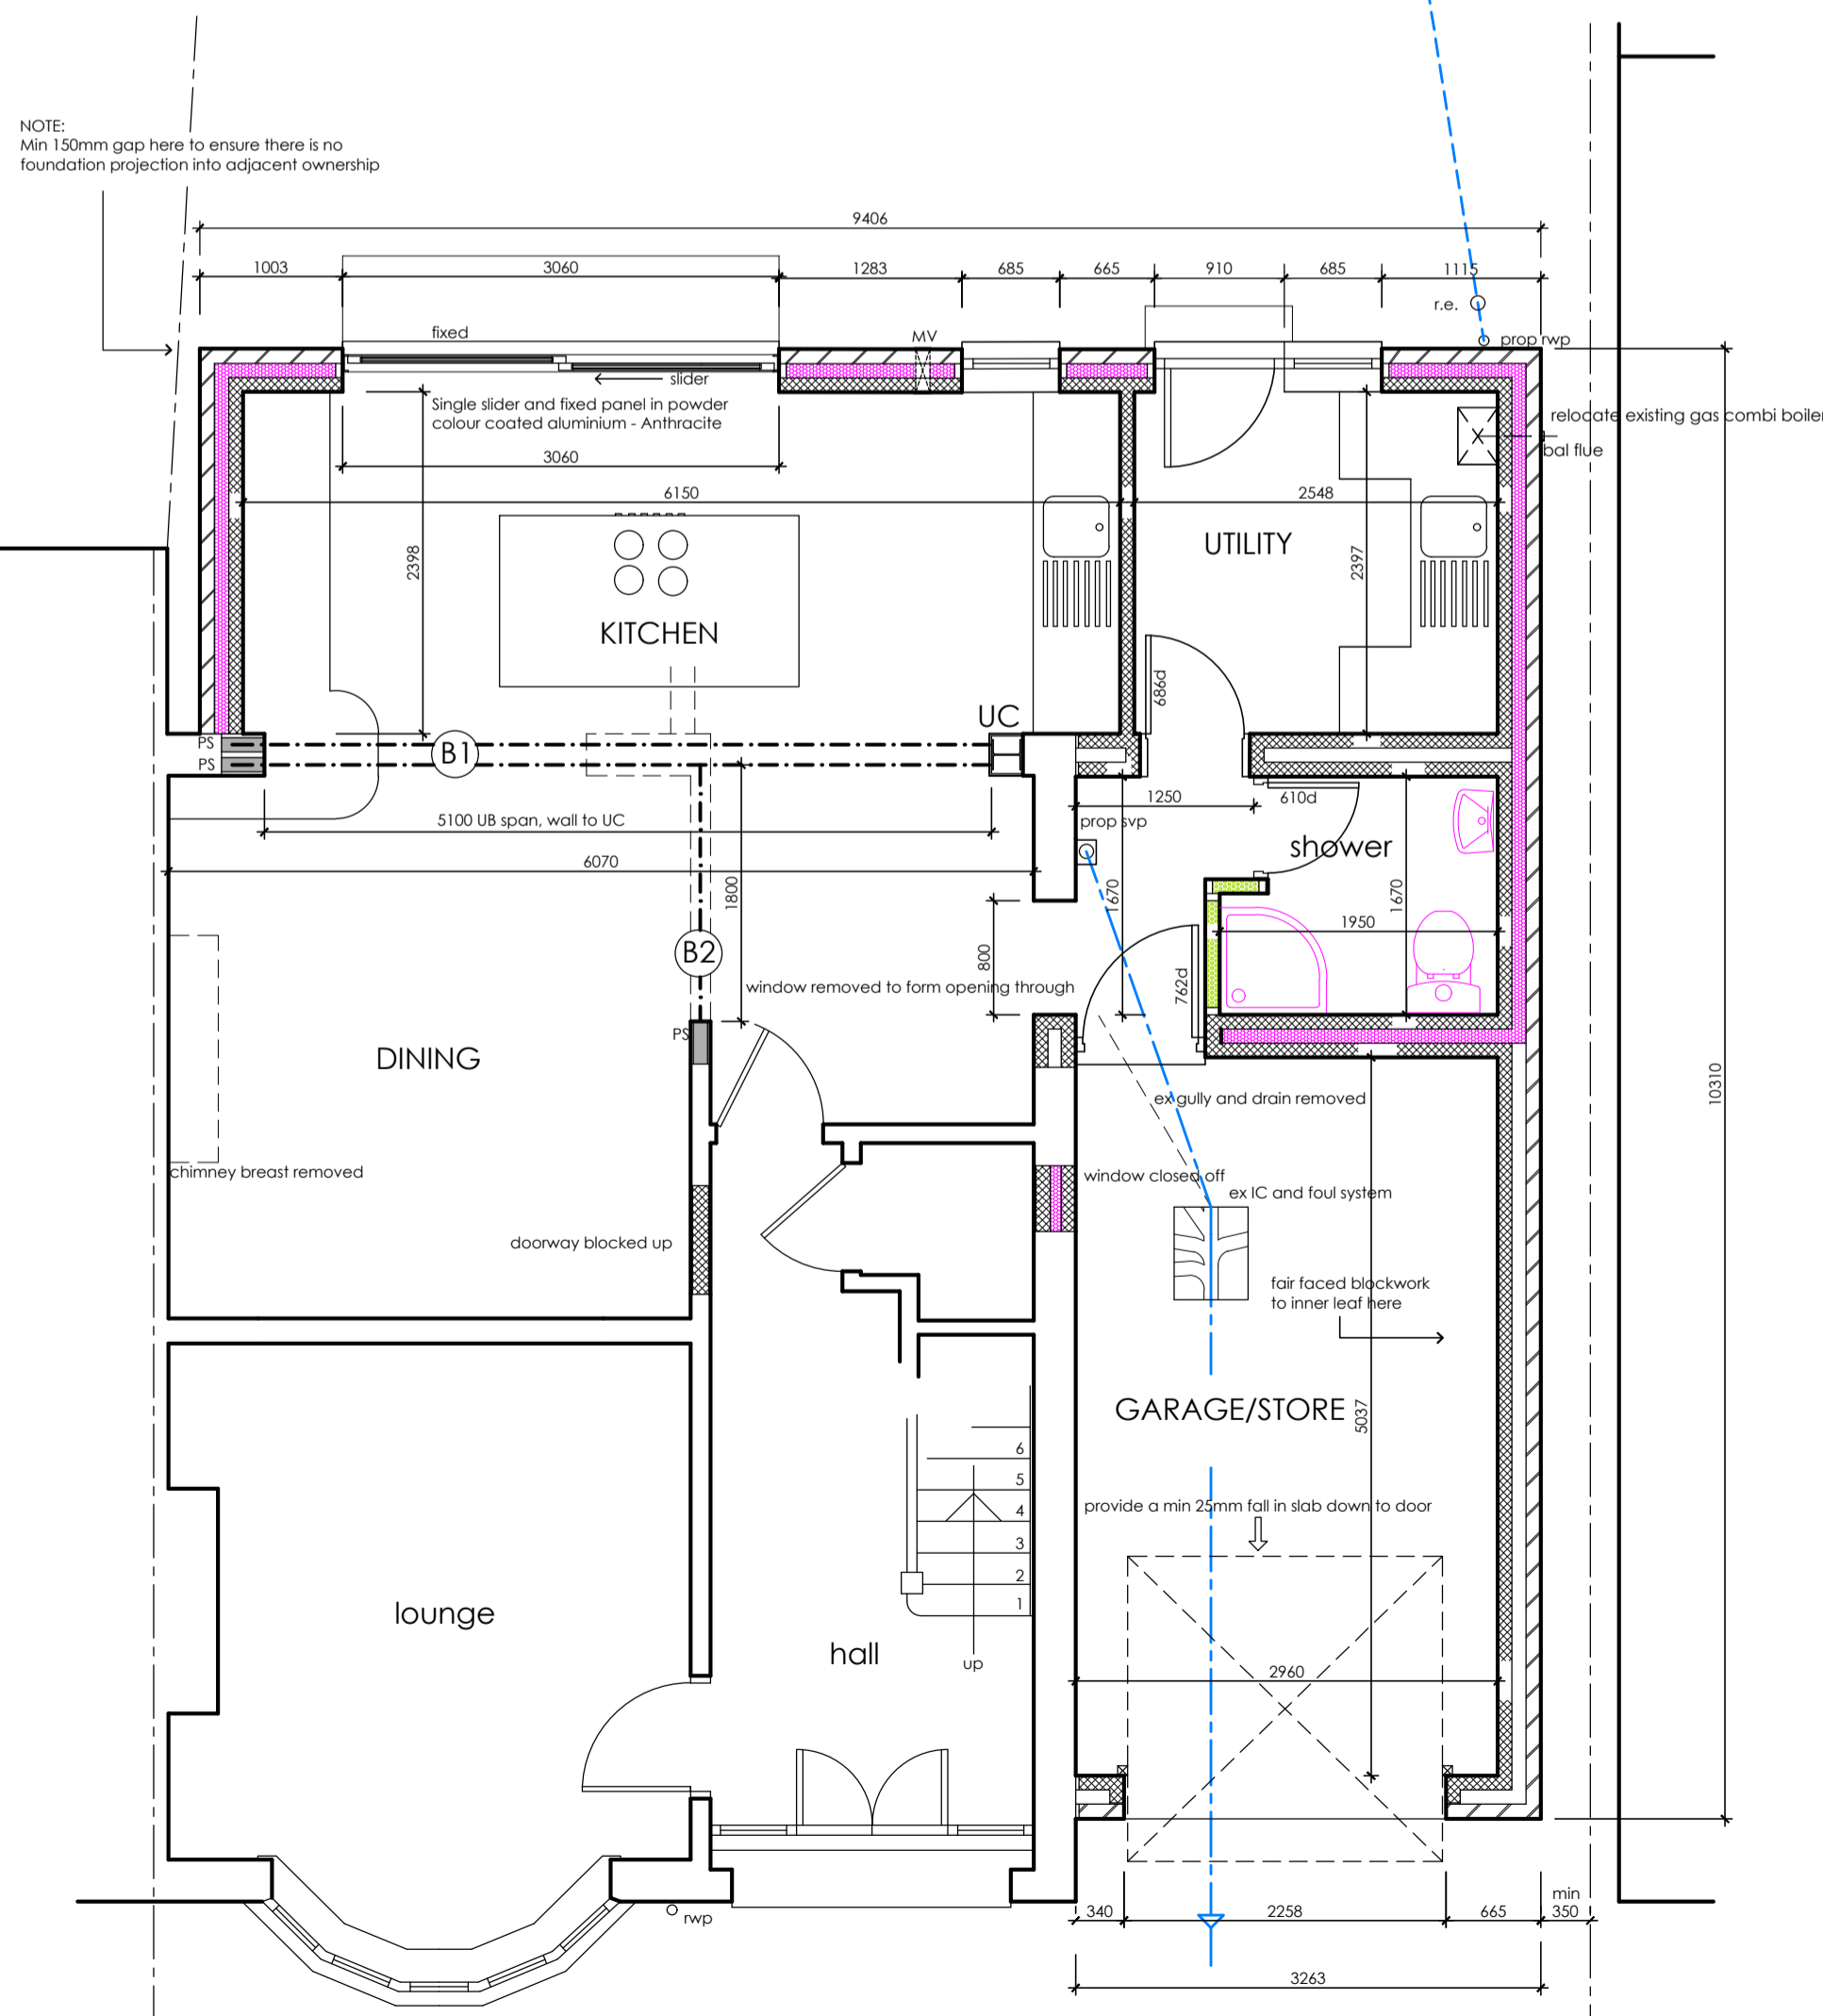 NOTE:
Min 150mm gap here to ensure there is no
foundation projection into adjacent ownership
9406
1003
3060
1283
685
665
910
685
1115
r.e.
prop rwp
fixed
MV
slider
Single slider and fixed panel in powder
colour coated aluminium - Anthracite
3060
relocate existing gas combi boiler
bal flue
6150
2548
2398
UTILITY
2397
KITCHEN
686d
UC
PS
PS
B1
1250
610d
5100 UB span, wall to UC
prop svp
shower
6070
1800
1670
1670
1950
B2
800
762d
window removed to form opening through
PS
DINING
10310
ex gully and drain removed
chimney breast removed
window closed off
ex IC and foul system
doorway blocked up
fair faced blockwork
to inner leaf here
GARAGE/STORE
5037
6
5
4
3
2
1
provide a min 25mm fall in slab down to door
lounge
hall
up
2960
rwp
340
2258
665
min
350
3263